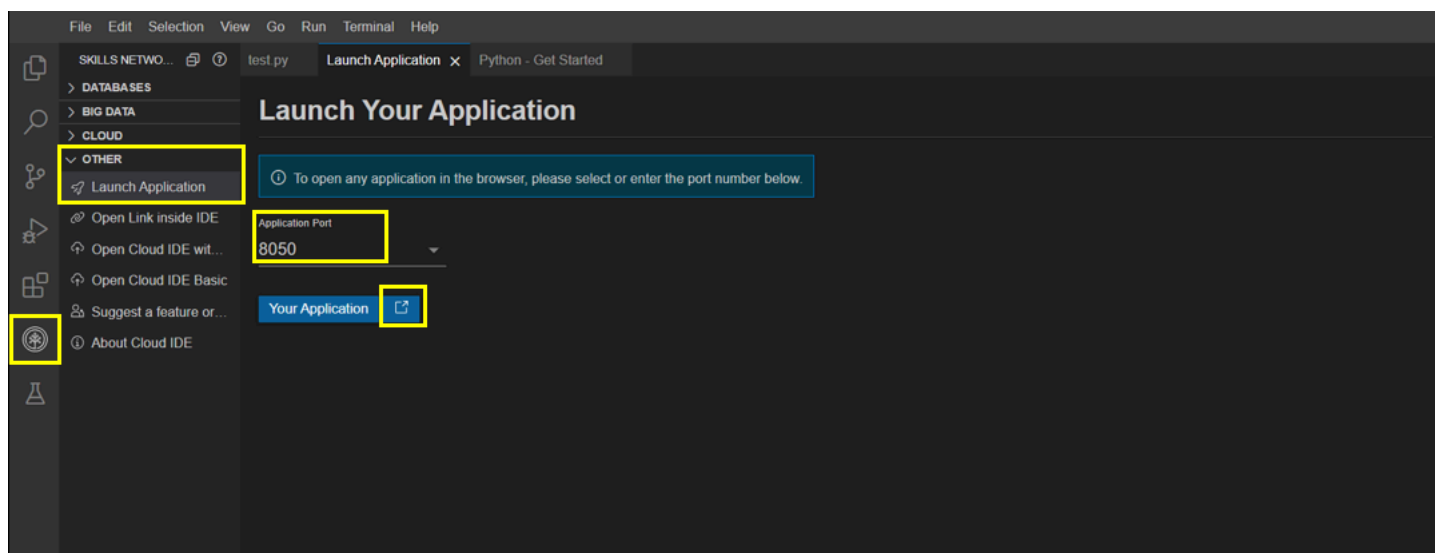 File Edit Selection View Go Run Terminal Help
SKILLS NETWO...
test.py Launch Application Python - Get Started
DATABASES
BIG DATA
CLOUD
OTHER
Launch Application
Open Link inside IDE
Open Cloud IDE wit...
Open Cloud IDE Basic
Suggest a feature or...
About Cloud IDE
Launch Your Application
To open any application in the browser, please select or enter the port number below.
Application Port
8050
Your Application